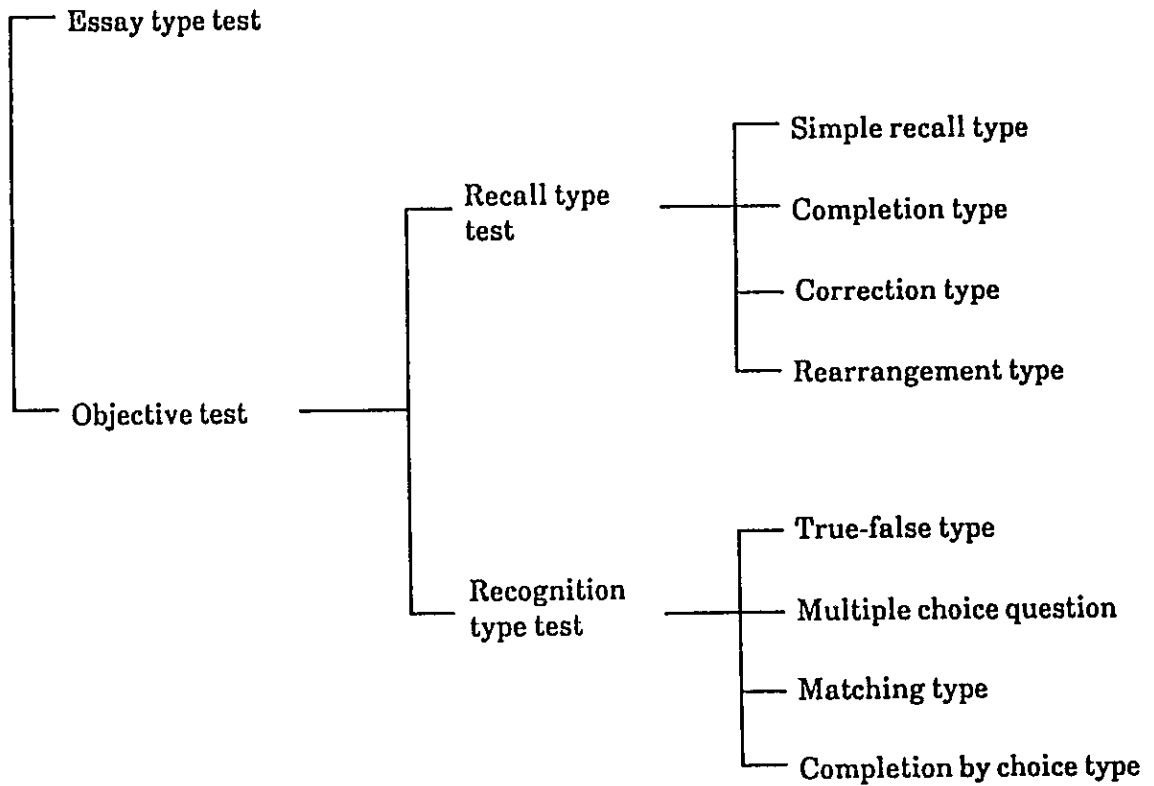 Essay type test
Simple recall type
Recall type
test
Completion type
Correction type
Rearrangement type
Objective test
True-false type
Recognition
type test
Multiple choice question
Matching type
Completion by choice type